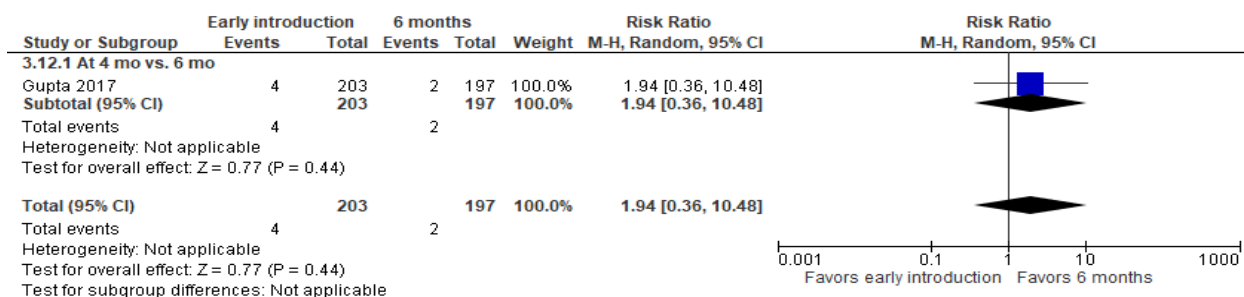 Early introduction 6 months Risk Ratio Risk Ratio
Study or Subgroup Events Total Events Total Weight M-H, Random, 95% CI M-H, Random, 95% CI
3.12.1 At 4 mo vs. 6 mo
Gupta 2017 4 203 2 197 100.0% 1.94 [0.36, 10.48]
Subtotal (95% CI) 203 197 100.0% 1.94 [0.36, 10.48]
Total events 4 2
Heterogeneity: Not applicable
Test for overall effect: Z = 0.77 (P = 0.44)
Total (95% CI) 203 197 100.0% 1.94 [0.36, 10.48]
Total events 4 2
Heterogeneity: Not applicable
Test for overall effect: Z = 0.77 (P = 0.44)
Test for subgroup differences: Not applicable
0.001 0.1 1 10 1000
Favors early introduction Favors 6 months